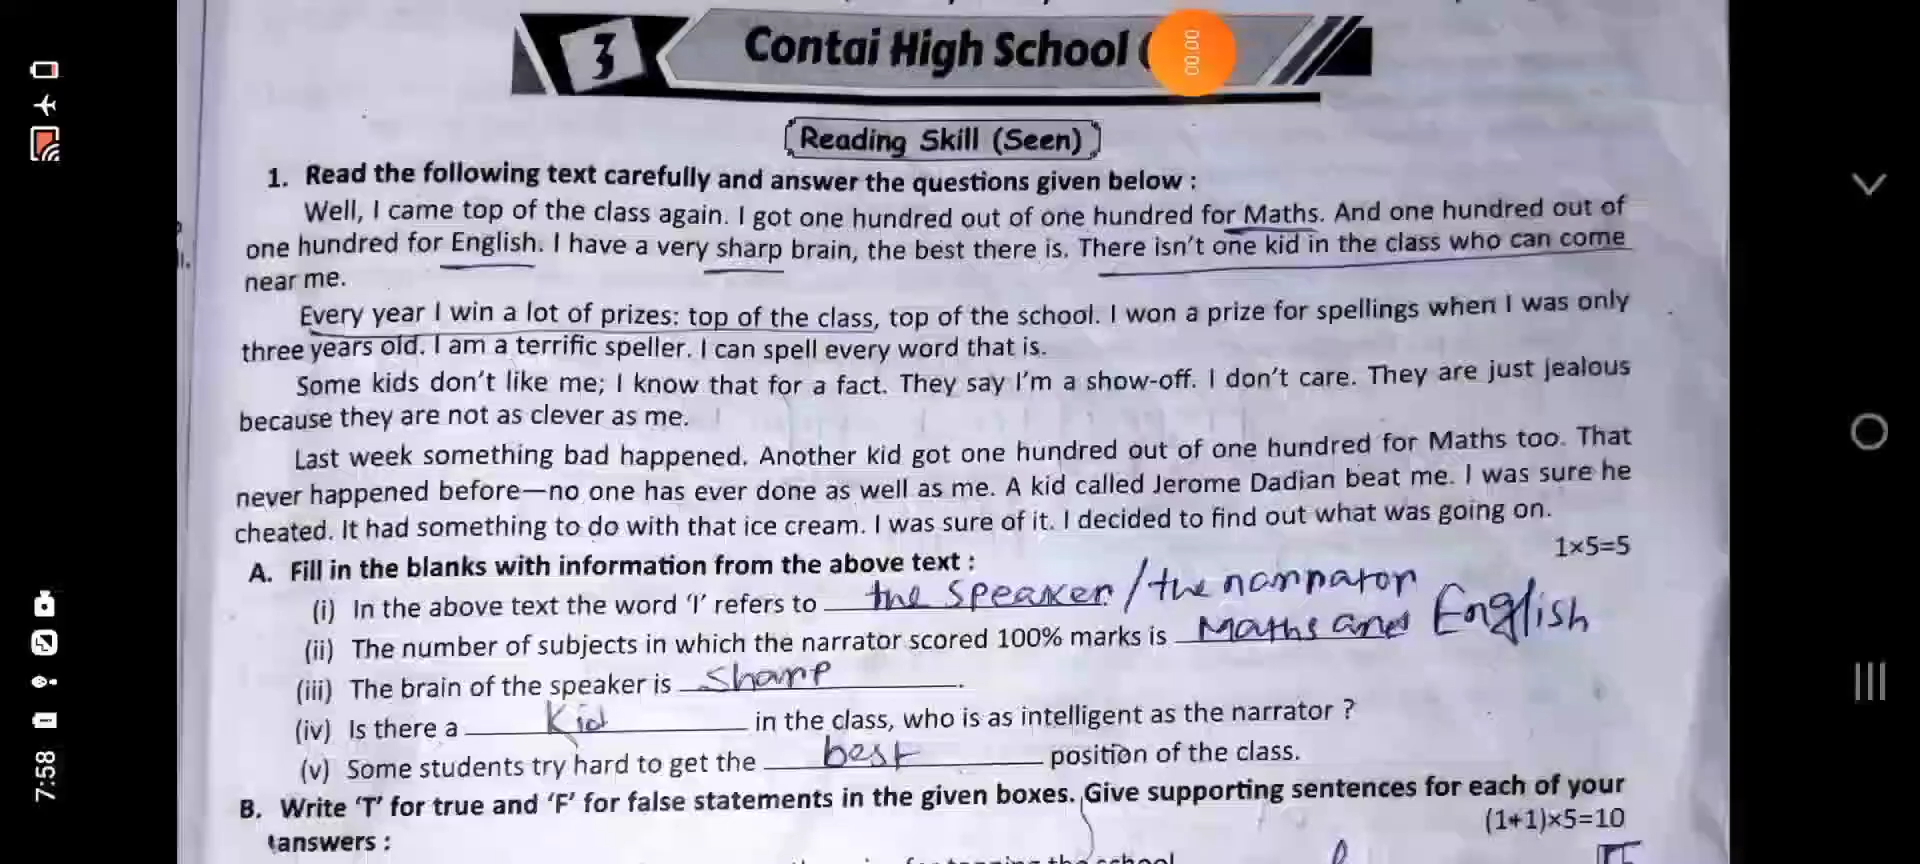 3
Contai High School (
00:00
Reading Skill (Seen)
1. Read the following text carefully and answer the questions given below :
Well, I came top of the class again. I got one hundred out of one hundred for Maths. And one hundred out of
one hundred for English. I have a very sharp brain, the best there is. There isn't one kid in the class who can come
near me.
Every year I win a lot of prizes: top of the class, top of the school. I won a prize for spellings when I was only
three years old. I am a terrific speller. I can spell every word that is.
Some kids don't like me; I know that for a fact. They say I'm a show-off. I don't care. They are just jealous
because they are not as clever as me.
Last week something bad happened. Another kid got one hundred out of one hundred for Maths too. That
never happened before—no one has ever done as well as me. A kid called Jerome Dadian beat me. I was sure he
cheated. It had something to do with that ice cream. I was sure of it. I decided to find out what was going on.
A. Fill in the blanks with information from the above text : 1×5=5
(i) In the above text the word 'I' refers to the speaker / the narrator
(ii) The number of subjects in which the narrator scored 100% marks is Maths and English
(iii) The brain of the speaker is Sharp.
(iv) Is there a Kid in the class, who is as intelligent as the narrator ?
(v) Some students try hard to get the best position of the class.
B. Write 'T' for true and 'F' for false statements in the given boxes. Give supporting sentences for each of your
answers : (1+1)×5=10
7:58